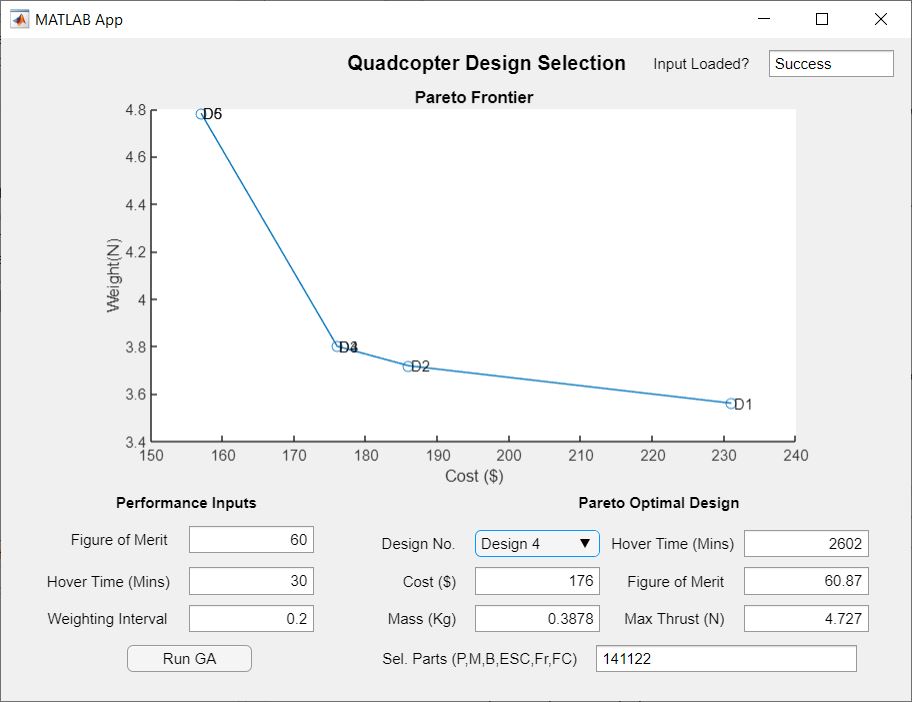 MATLAB App
Quadcopter Design Selection
Input Loaded?
Success
Pareto Frontier
4.8
4.6
4.4
4.2
4
3.8
3.6
3.4
Weight(N)
D2
D1
150 160 170 180 190 200 210 220 230 240
Cost ($)
Performance Inputs
Figure of Merit 60
Hover Time (Mins) 30
Weighting Interval 0.2
Run GA
Pareto Optimal Design
Design No. Design 4 Hover Time (Mins) 2602
Cost ($) 176 Figure of Merit 60.87
Mass (Kg) 0.3878 Max Thrust (N) 4.727
Sel. Parts (P,M,B,ESC,Fr,FC) 141122